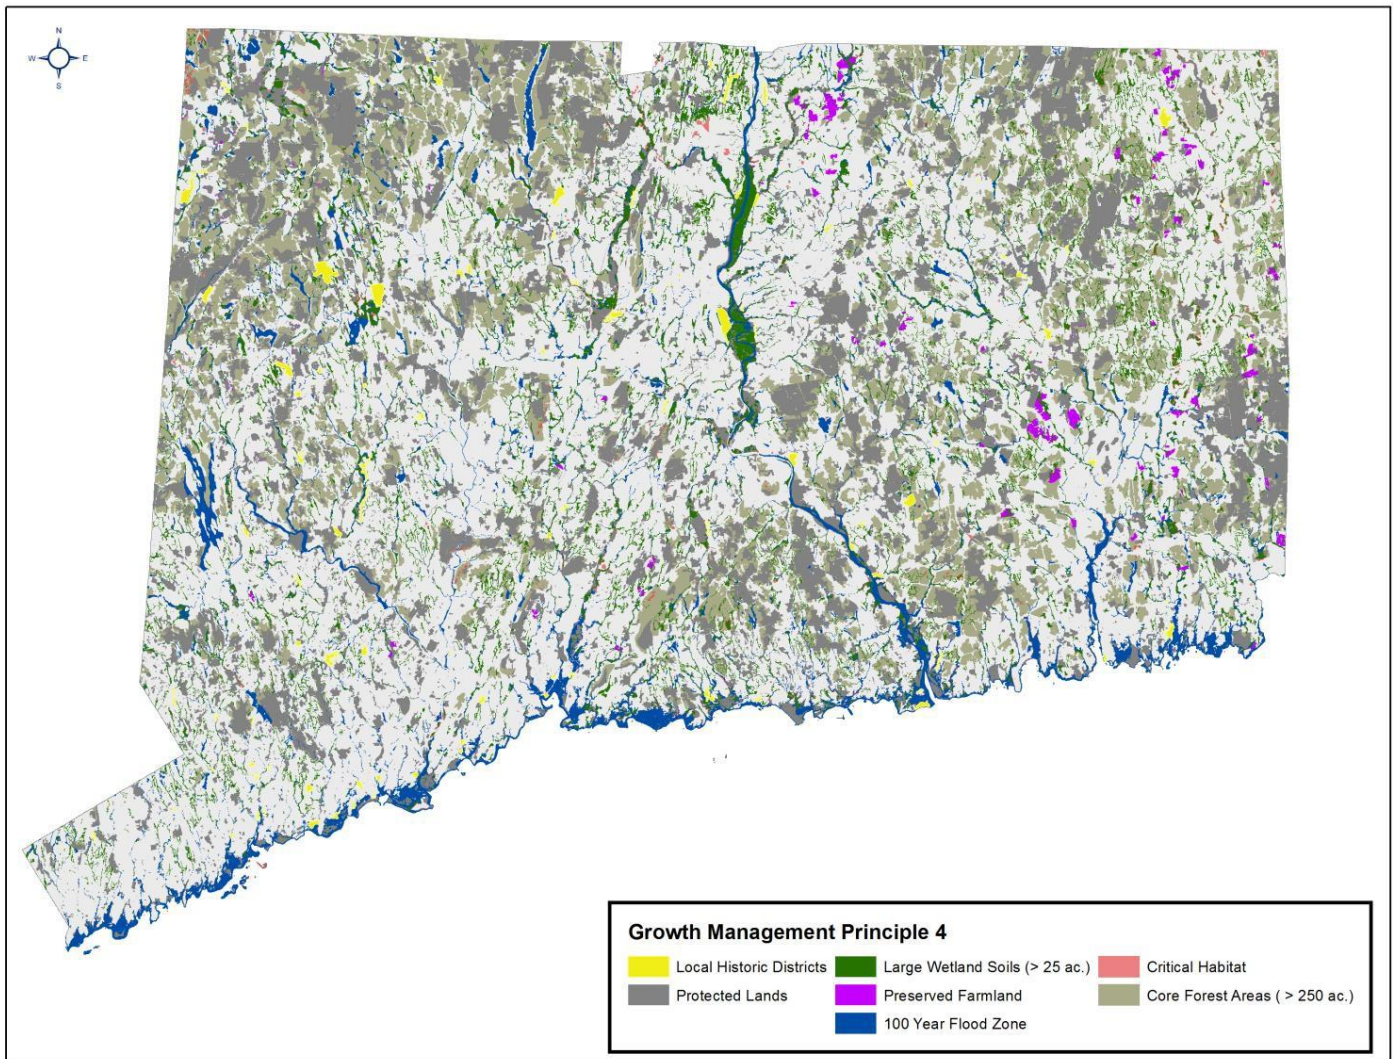 N
W E
S
Growth Management Principle 4
Local Historic Districts Large Wetland Soils (> 25 ac.) Critical Habitat
Protected Lands Preserved Farmland Core Forest Areas ( > 250 ac.)
100 Year Flood Zone